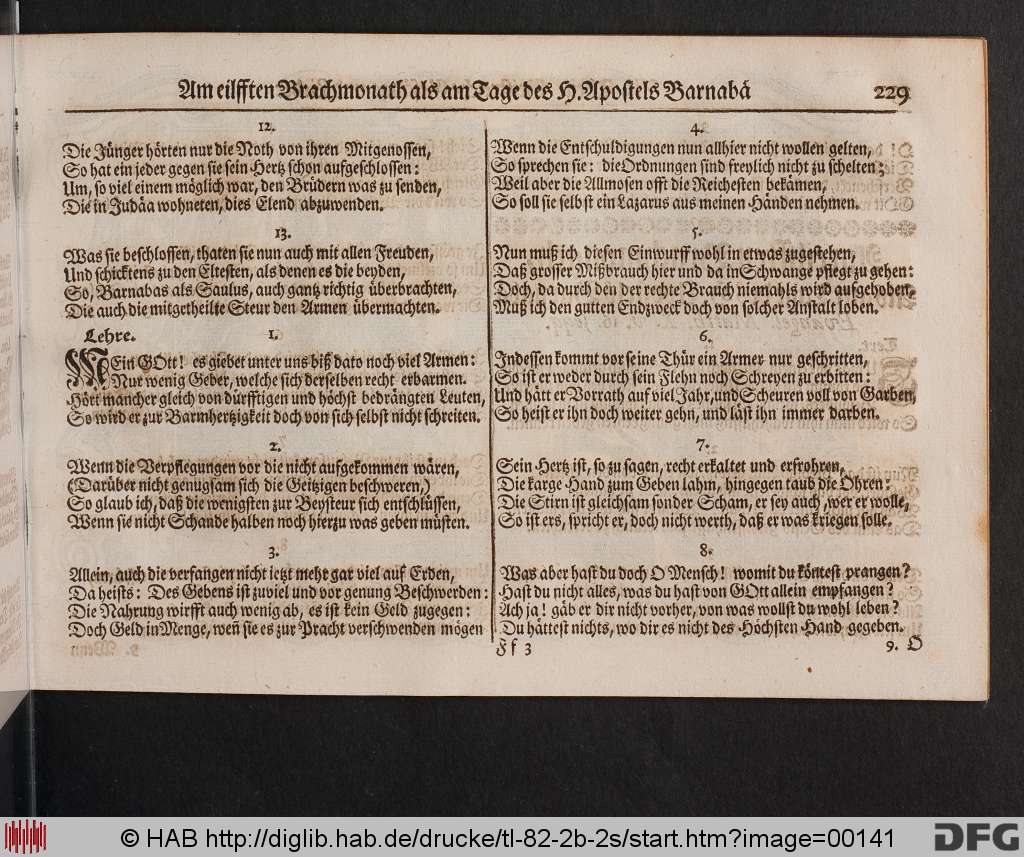 Am eilfften Brachmonath als am Tage des H. Apostels Barnabä 229
12.
Die Jünger hörten nur die Noth von ihren Mitgenossen,
So hat ein jeder gegen sie sein Hertz schon aufgeschlossen:
Um, so viel einem möglich war, den Brüdern was zu senden,
Die in Judäa wohneten, dies Elend abzuwenden.
13.
Was sie beschlossen, thaten sie nun auch mit allen Freuden,
Und schicktens zu den Eltesten, als denen es die beyden,
So, Barnabas als Saulus, auch gantz richtig überbrachten,
Die auch die mitgetheilte Steur den Armen übermachten.
Lehre. 1.
MEin GOtt! es giebet unter uns biß dato noch viel Armen:
Nur wenig Geber, welche sich derselben recht erbarmen.
Hört mancher gleich von dürfftigen und höchst bedrängten Leuten,
So wird er zur Barmhertzigkeit doch von sich selbst nicht schreiten.
2.
Wenn die Verpflegungen vor die nicht aufgekommen wären,
(Darüber nicht genugsam sich die Geitzigen beschweren,)
So glaub ich, daß die wenigsten zur Beysteur sich entschlüssen,
Wenn sie nicht Schande halben noch hierzu was geben müsten.
3.
Allein, auch die verfangen nicht ietzt mehr gar viel auf Erden,
Da heists: Des Gebens ist zuviel und vor genung Beschwerden:
Die Nahrung wirfft auch wenig ab, es ist kein Geld zugegen:
Doch Geld in Menge, weñ sie es zur Pracht verschwenden mögen
4.
Wenn die Entschuldigungen nun allhier nicht wollen gelten,
So sprechen sie: die Ordnungen sind freylich nicht zu schelten;
Weil aber die Allmosen offt die Reichesten bekämen,
So soll sie selbst ein Lazarus aus meinen Händen nehmen.
5.
Nun muß ich diesen Einwurff wohl in etwas zugestehen,
Daß grosser Mißbrauch hier und da in Schwange pflegt zu gehen:
Doch, da durch den der rechte Brauch niemahls wird aufgehoben,
Muß ich den gutten Endzweck doch von solcher Anstalt loben.
6.
Indessen kommt vor seine Thür ein Armer nur geschritten,
So ist er weder durch sein Flehn noch Schreyen zu erbitten:
Und hätt er Vorrath auf viel Jahr, und Scheuren voll von Garben,
So heist er ihn doch weiter gehn, und läst ihn immer darben.
7.
Sein Hertz ist, so zu sagen, recht erkaltet und erfrohren,
Die karge Hand zum Geben lahm, hingegen taub die Ohren:
Die Stirn ist gleichsam sonder Scham, er sey auch, wer er wolle,
So ist ers, spricht er, doch nicht werth, daß er was kriegen solle.
8.
Was aber hast du doch O Mensch! womit du köntest prangen?
Hast du nicht alles, was du hast von GOtt allein empfangen?
Ach ja! gäb er dir nicht vorher, von was wollst du wohl leben?
Du hättest nichts, wo dir es nicht des Höchsten Hand gegeben.
Ff 3 9. O
© HAB http://diglib.hab.de/drucke/tl-82-2b-2s/start.htm?image=00141
DFG